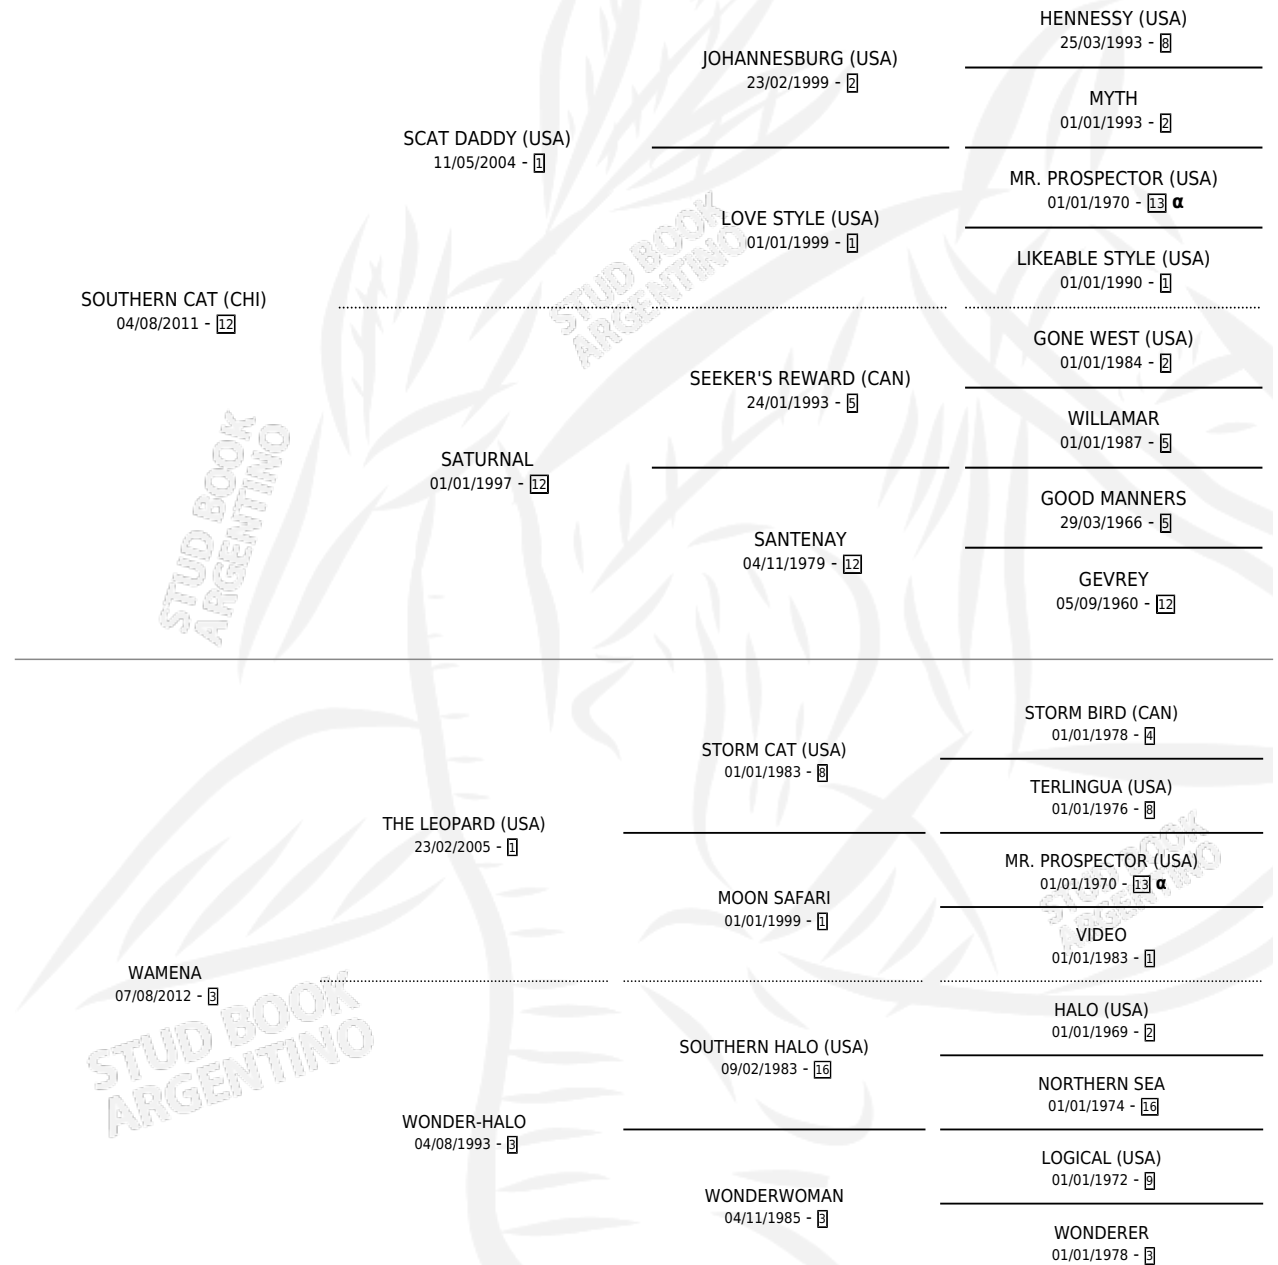 HENNESSY (USA)
25/03/1993 - 8
JOHANNESBURG (USA)
23/02/1999 - 2
MYTH
01/01/1993 - 2
SCAT DADDY (USA)
11/05/2004 - 1
MR. PROSPECTOR (USA)
01/01/1970 - 13 α
LOVE STYLE (USA)
01/01/1999 - 1
LIKEABLE STYLE (USA)
01/01/1990 - 1
STUD BOOK
ARGENTINO
SOUTHERN CAT (CHI)
04/08/2011 - 12
GONE WEST (USA)
01/01/1984 - 2
SEEKER'S REWARD (CAN)
24/01/1993 - 5
WILLAMAR
01/01/1987 - 5
SATURNAL
01/01/1997 - 12
GOOD MANNERS
29/03/1966 - 5
SANTENAY
04/11/1979 - 12
GEVREY
05/09/1960 - 12
STUD BOOK
ARGENTINO
STORM BIRD (CAN)
01/01/1978 - 4
STORM CAT (USA)
01/01/1983 - 8
TERLINGUA (USA)
01/01/1976 - 8
THE LEOPARD (USA)
23/02/2005 - 1
MR. PROSPECTOR (USA)
01/01/1970 - 13 α
MOON SAFARI
01/01/1999 - 1
VIDEO
01/01/1983 - 1
STUD BOOK
ARGENTINO
WAMENA
07/08/2012 - 3
HALO (USA)
01/01/1969 - 2
SOUTHERN HALO (USA)
09/02/1983 - 16
NORTHERN SEA
01/01/1974 - 16
WONDER-HALO
04/08/1993 - 3
LOGICAL (USA)
01/01/1972 - 9
WONDERWOMAN
04/11/1985 - 3
WONDERER
01/01/1978 - 3
STUD BOOK
ARGENTINO